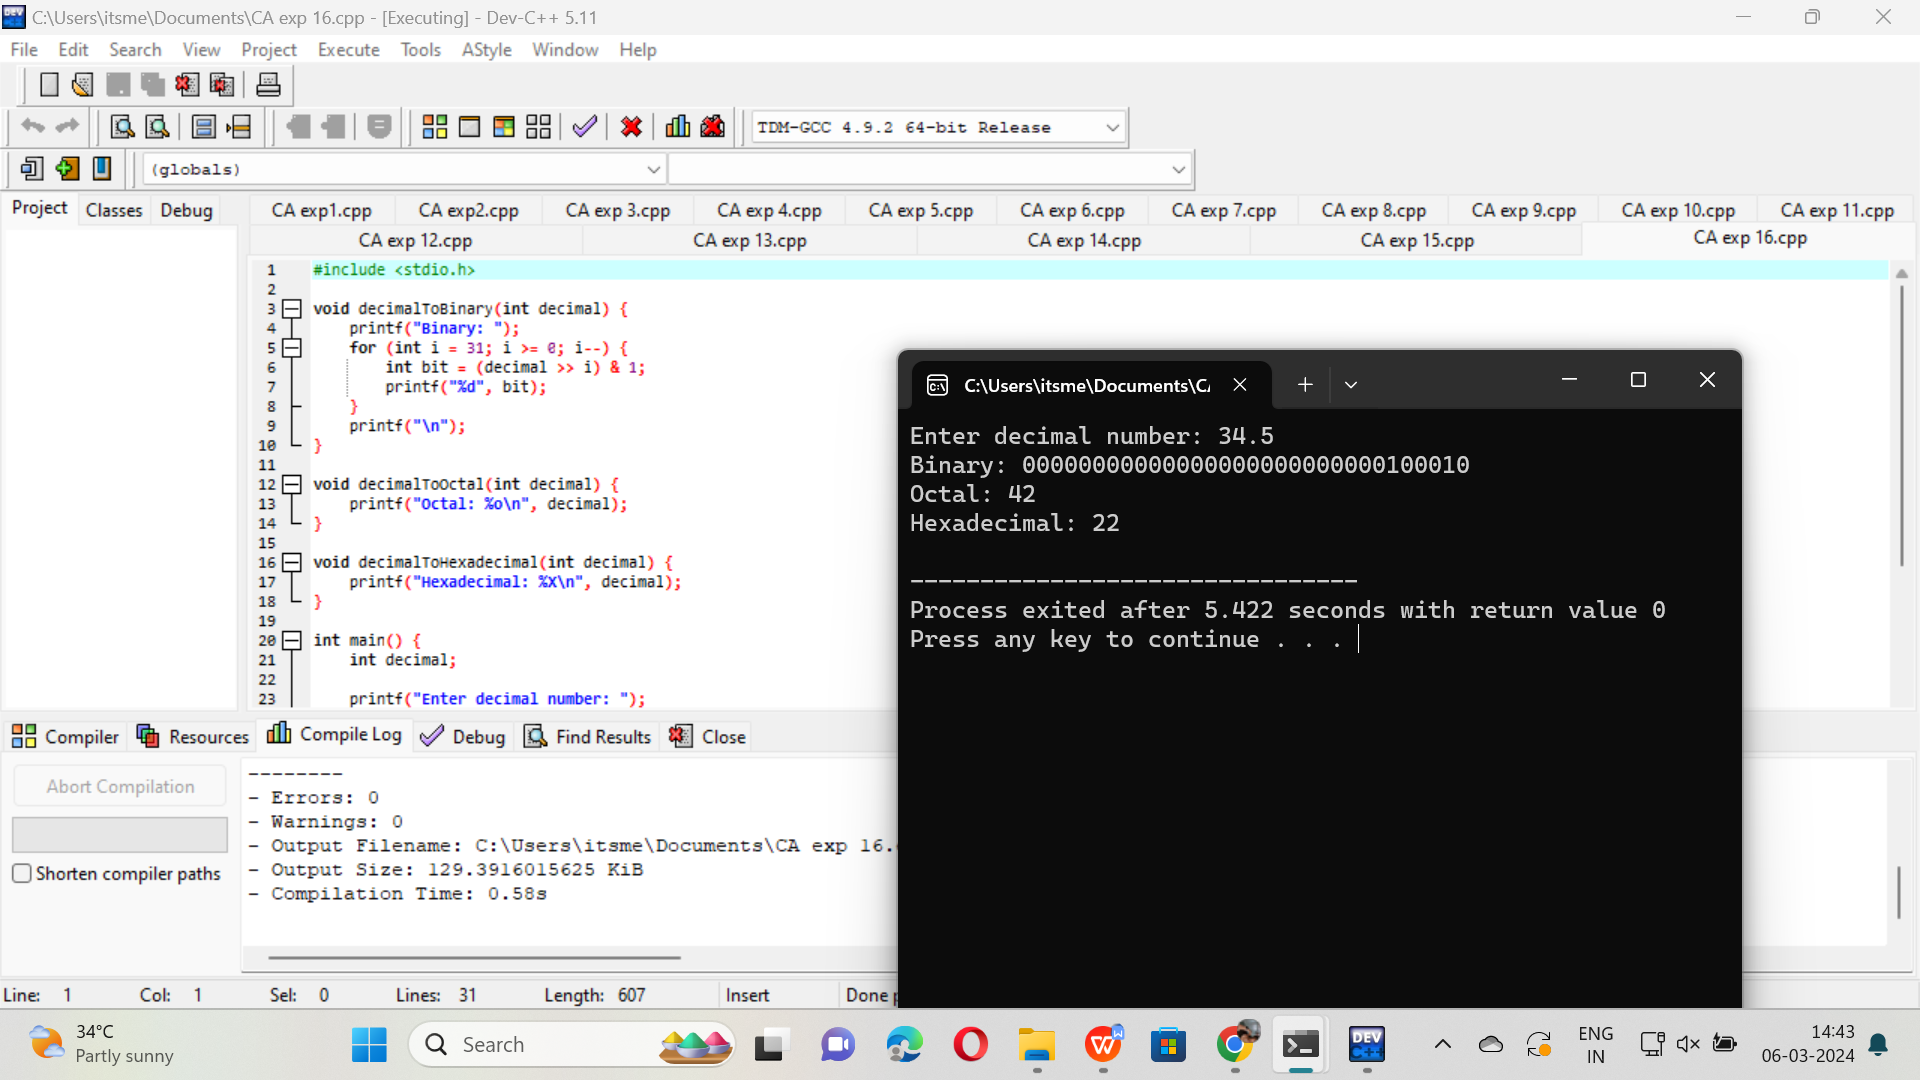 C:\Users\itsme\Documents\CA exp 16.cpp - [Executing] - Dev-C++ 5.11
File Edit Search View Project Execute Tools AStyle Window Help
TDM-GCC 4.9.2 64-bit Release
(globals)
Project Classes Debug
CA exp1.cpp CA exp2.cpp CA exp 3.cpp CA exp 4.cpp CA exp 5.cpp CA exp 6.cpp CA exp 7.cpp CA exp 8.cpp CA exp 9.cpp CA exp 10.cpp CA exp 11.cpp
CA exp 12.cpp CA exp 13.cpp CA exp 14.cpp CA exp 15.cpp CA exp 16.cpp
1 #include <stdio.h>
2
3 void decimalToBinary(int decimal) {
4 printf("Binary: ");
5 for (int i = 31; i >= 0; i--) {
6 int bit = (decimal >> i) & 1;
7 printf("%d", bit);
8 }
9 printf("\n");
10 }
11
12 void decimalToOctal(int decimal) {
13 printf("Octal: %o\n", decimal);
14 }
15
16 void decimalToHexadecimal(int decimal) {
17 printf("Hexadecimal: %X\n", decimal);
18 }
19
20 int main() {
21 int decimal;
22
23 printf("Enter decimal number: ");
C:\Users\itsme\Documents\CA
Enter decimal number: 34.5
Binary: 00000000000000000000000000100010
Octal: 42
Hexadecimal: 22
--------------------------------
Process exited after 5.422 seconds with return value 0
Press any key to continue . . .
Compiler Resources Compile Log Debug Find Results Close
Abort Compilation
Shorten compiler paths
--------
- Errors: 0
- Warnings: 0
- Output Filename: C:\Users\itsme\Documents\CA exp 16.
- Output Size: 129.3916015625 KiB
- Compilation Time: 0.58s
Line: 1 Col: 1 Sel: 0 Lines: 31 Length: 607 Insert Done
34°C
Partly sunny
Search
DEV C++
ENG
IN
14:43
06-03-2024